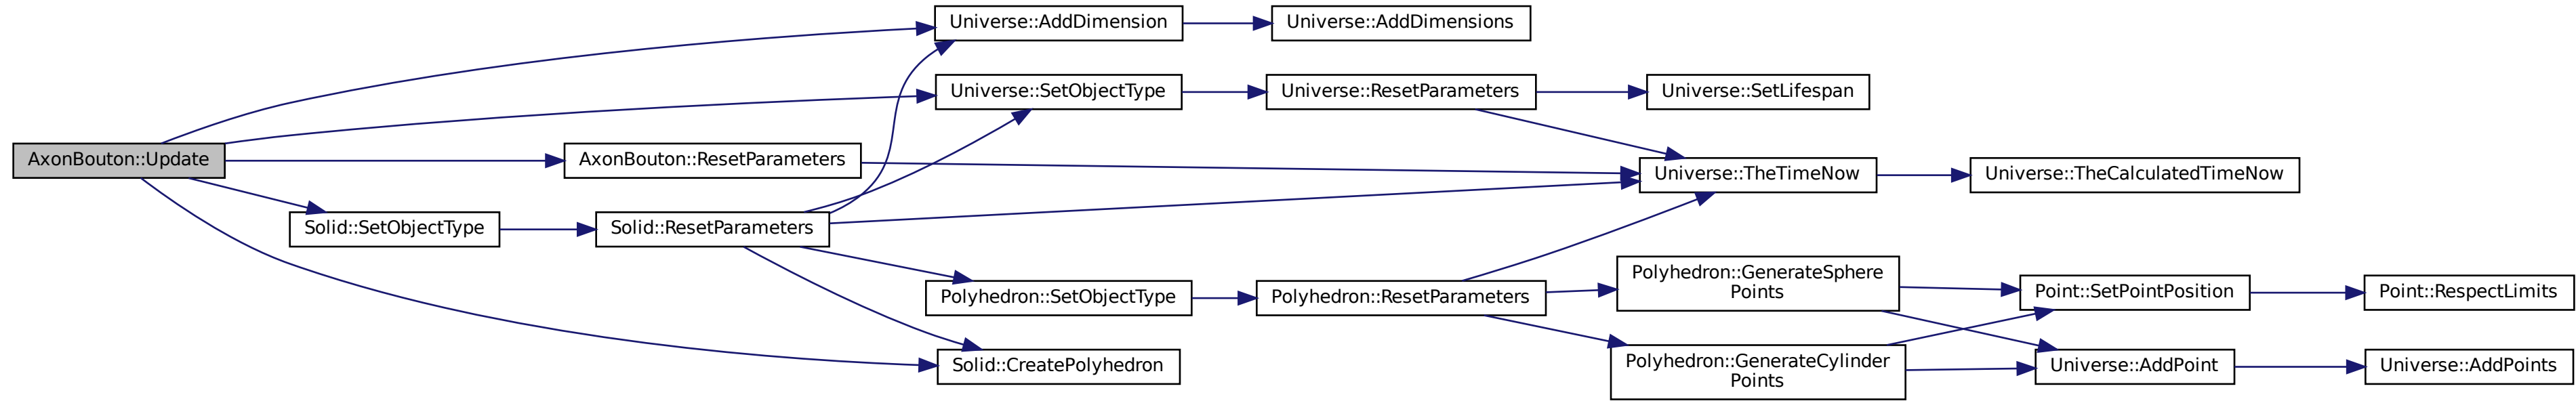 AxonBouton::Update
Universe::AddDimension
Universe::AddDimensions
Universe::SetObjectType
Universe::ResetParameters
Universe::SetLifespan
AxonBouton::ResetParameters
Universe::TheTimeNow
Universe::TheCalculatedTimeNow
Solid::SetObjectType
Solid::ResetParameters
Polyhedron::SetObjectType
Polyhedron::ResetParameters
Polyhedron::GenerateSphere
Points
Point::SetPointPosition
Point::RespectLimits
Solid::CreatePolyhedron
Polyhedron::GenerateCylinder
Points
Universe::AddPoint
Universe::AddPoints